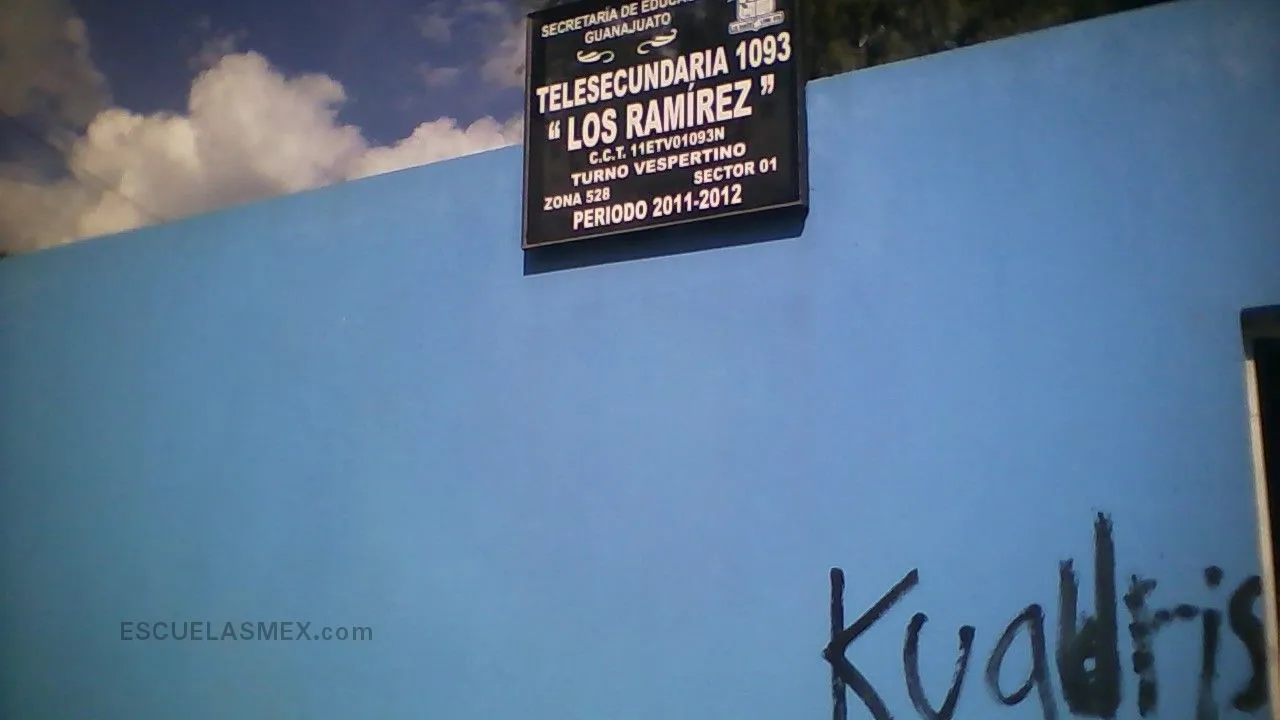 SECRETARÍA DE EDUCA
GUANAJUATO
TELESECUNDARIA 1093
“ LOS RAMÍREZ ”
C.C.T. 11ETV01093N
TURNO VESPERTINO
ZONA 528 SECTOR 01
PERIODO 2011-2012
Kuadris
ESCUELASMEX.com